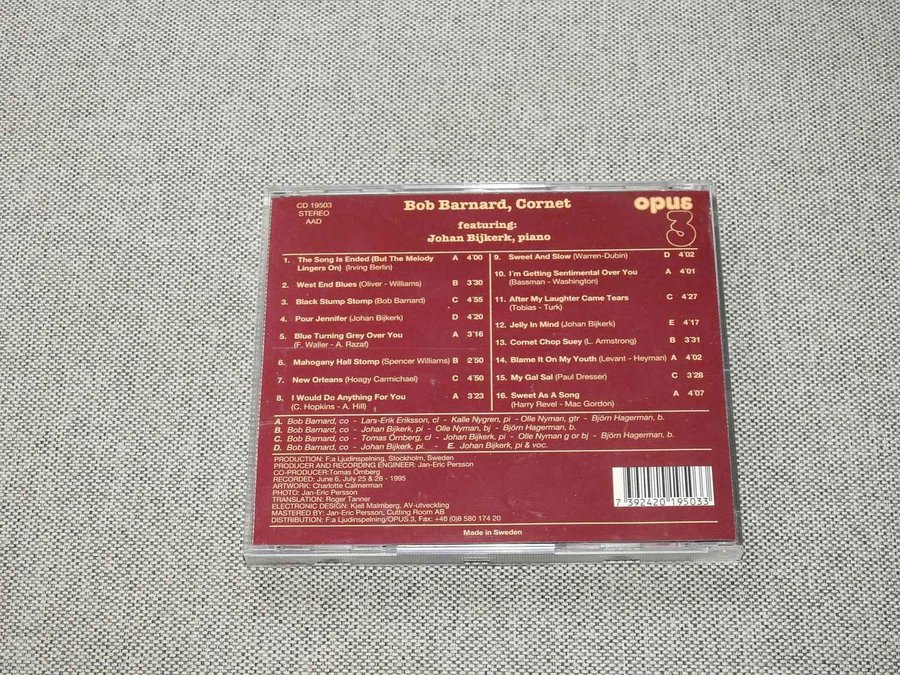 CD 19503
STEREO
AAD
Bob Barnard, Cornet
featuring:
Johan Bijkerk, piano
opus
3
1. The Song Is Ended (But The Melody A 4'00
Lingers On) (Irving Berlin)
2. West End Blues (Oliver - Williams) B 3'30
3. Black Stump Stomp (Bob Barnard) C 4'55
4. Pour Jennifer (Johan Bijkerk) D 4'20
5. Blue Turning Grey Over You A 3'16
(F. Waller - A. Razaf)
6. Mahogany Hall Stomp (Spencer Williams) B 2'50
7. New Orleans (Hoagy Carmichael) C 4'50
8. I Would Do Anything For You A 3'23
(C. Hopkins - A. Hill)
9. Sweet And Slow (Warren-Dubin) D 4'02
10. I'm Getting Sentimental Over You A 4'01
(Bassman - Washington)
11. After My Laughter Came Tears C 4'27
(Tobias - Turk)
12. Jelly In Mind (Johan Bijkerk) E 4'17
13. Cornet Chop Suey (L. Armstrong) B 3'31
14. Blame It On My Youth (Levant - Heyman) A 4'02
15. My Gal Sal (Paul Dresser) C 3'28
16. Sweet As A Song A 4'07
(Harry Revel - Mac Gordon)
A. Bob Barnard, co - Lars-Erik Eriksson, cl - Kalle Nygren, pi - Olle Nyman, gtr - Björn Hagerman, b.
B. Bob Barnard, co - Johan Bijkerk, pi - Olle Nyman, bj - Björn Hagerman, b.
C. Bob Barnard, co - Tomas Örnberg, cl - Johan Bijkerk, pi - Olle Nyman g or bj - Björn Hagerman, b.
D. Bob Barnard, co - Johan Bijkerk, pi. - E. Johan Bijkerk, pi & voc.
PRODUCTION: F:a Ljudinspelning, Stockholm, Sweden
PRODUCER AND RECORDING ENGINEER: Jan-Eric Persson
CO-PRODUCER:Tomas Örnberg
RECORDED: June 6, July 25 & 28 - 1995
ARTWORK: Charlotte Calmerman
PHOTO: Jan-Eric Persson
TRANSLATION: Roger Tanner
ELECTRONIC DESIGN: Kjell Malmberg, AV-utveckling
MASTERED BY: Jan-Eric Persson, Cutting Room AB
DISTRIBUTION: F:a Ljudinspelning/OPUS 3, Fax: +46 (0)8 580 174 20
7 392420 195033
Made in Sweden